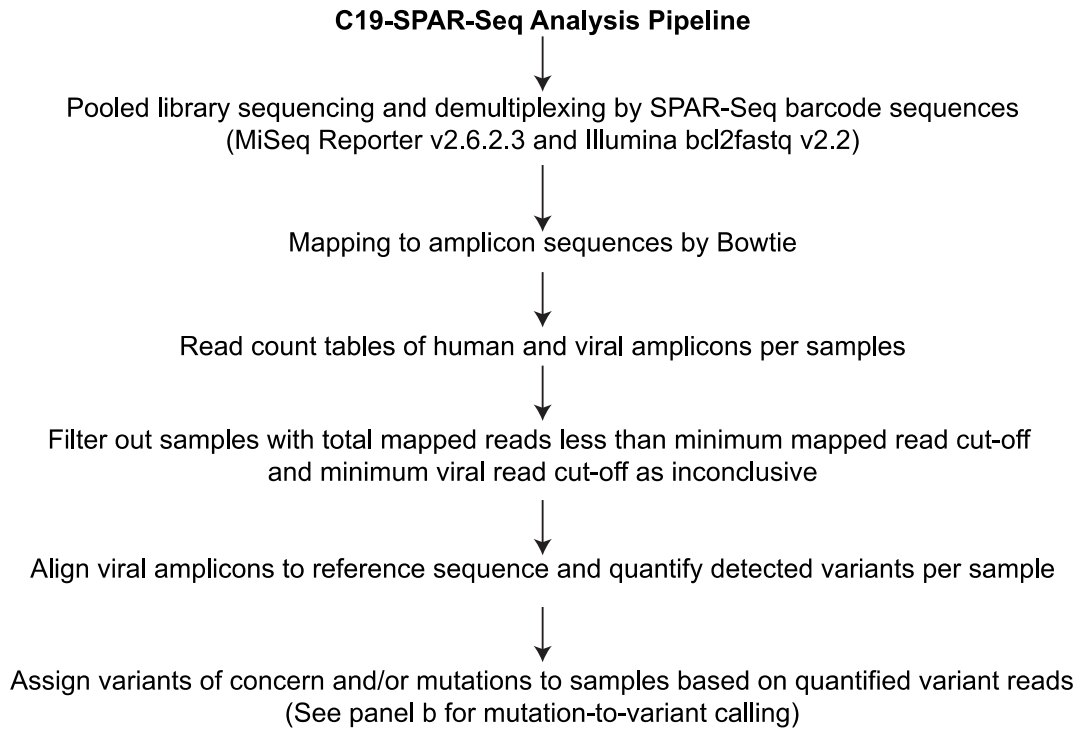 C19-SPAR-Seq Analysis Pipeline
Pooled library sequencing and demultiplexing by SPAR-Seq barcode sequences
(MiSeq Reporter v2.6.2.3 and Illumina bcl2fastq v2.2)
Mapping to amplicon sequences by Bowtie
Read count tables of human and viral amplicons per samples
Filter out samples with total mapped reads less than minimum mapped read cut-off
and minimum viral read cut-off as inconclusive
Align viral amplicons to reference sequence and quantify detected variants per sample
Assign variants of concern and/or mutations to samples based on quantified variant reads
(See panel b for mutation-to-variant calling)